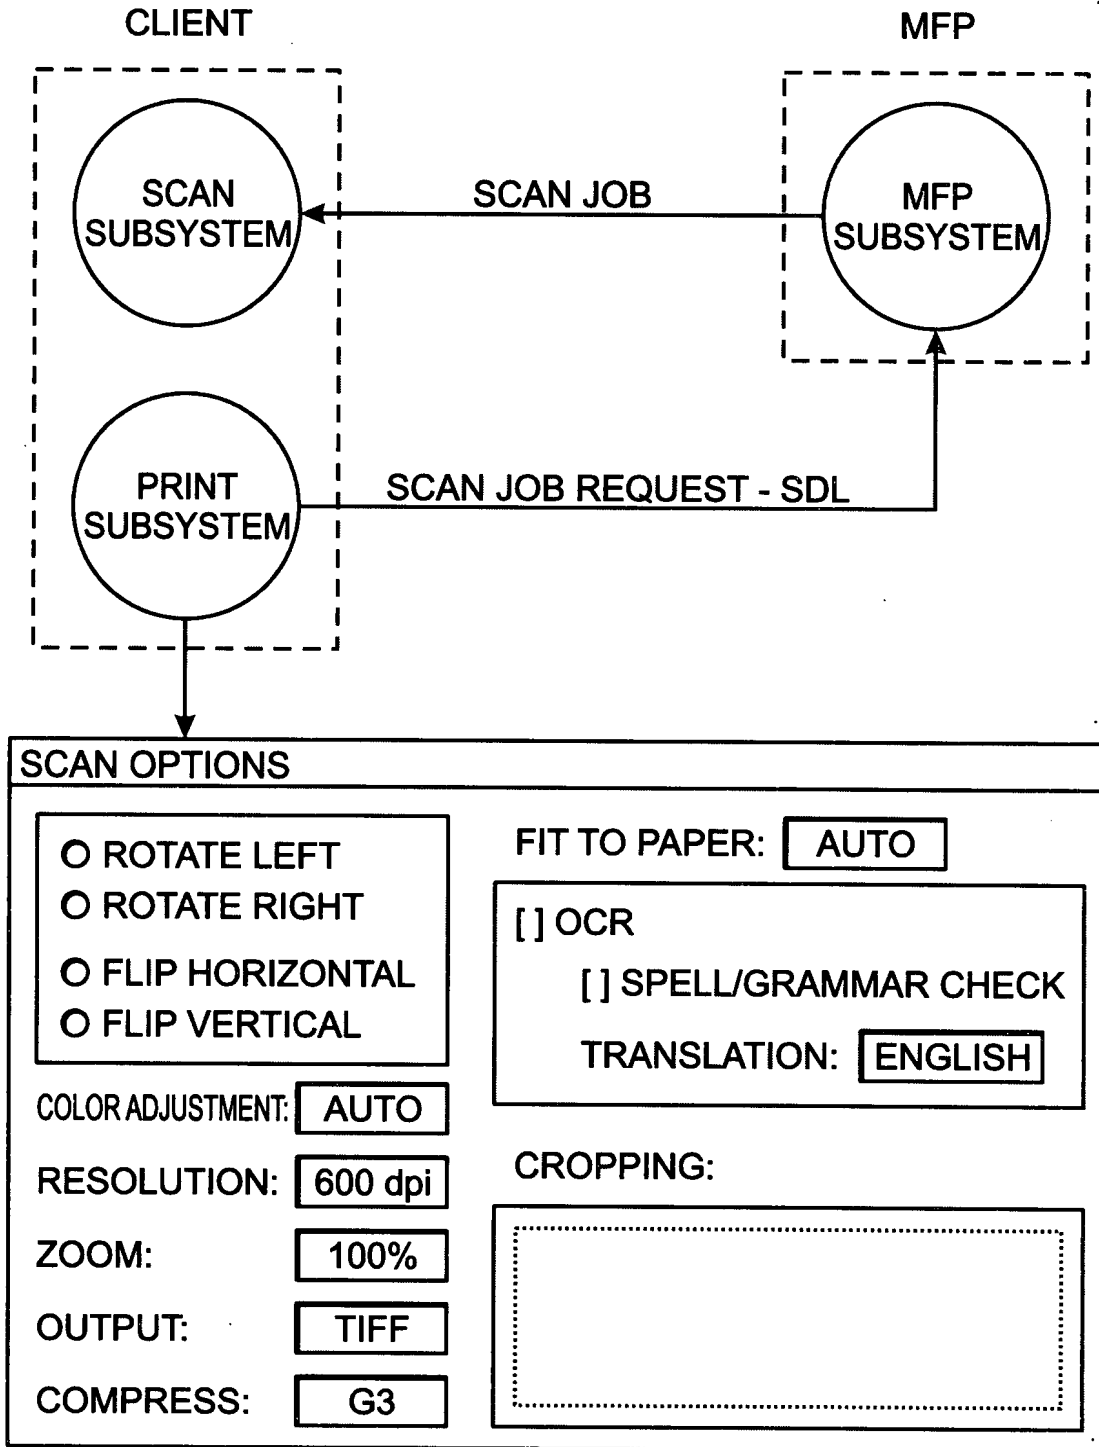 CLIENT
MFP
SCAN
SUBSYSTEM
SCAN JOB
MFP
SUBSYSTEM
PRINT
SUBSYSTEM
SCAN JOB REQUEST - SDL
SCAN OPTIONS
O ROTATE LEFT
O ROTATE RIGHT
O FLIP HORIZONTAL
O FLIP VERTICAL
COLOR ADJUSTMENT: AUTO
RESOLUTION: 600 dpi
ZOOM: 100%
OUTPUT: TIFF
COMPRESS: G3
FIT TO PAPER: AUTO
[ ] OCR
[ ] SPELL/GRAMMAR CHECK
TRANSLATION: ENGLISH
CROPPING: